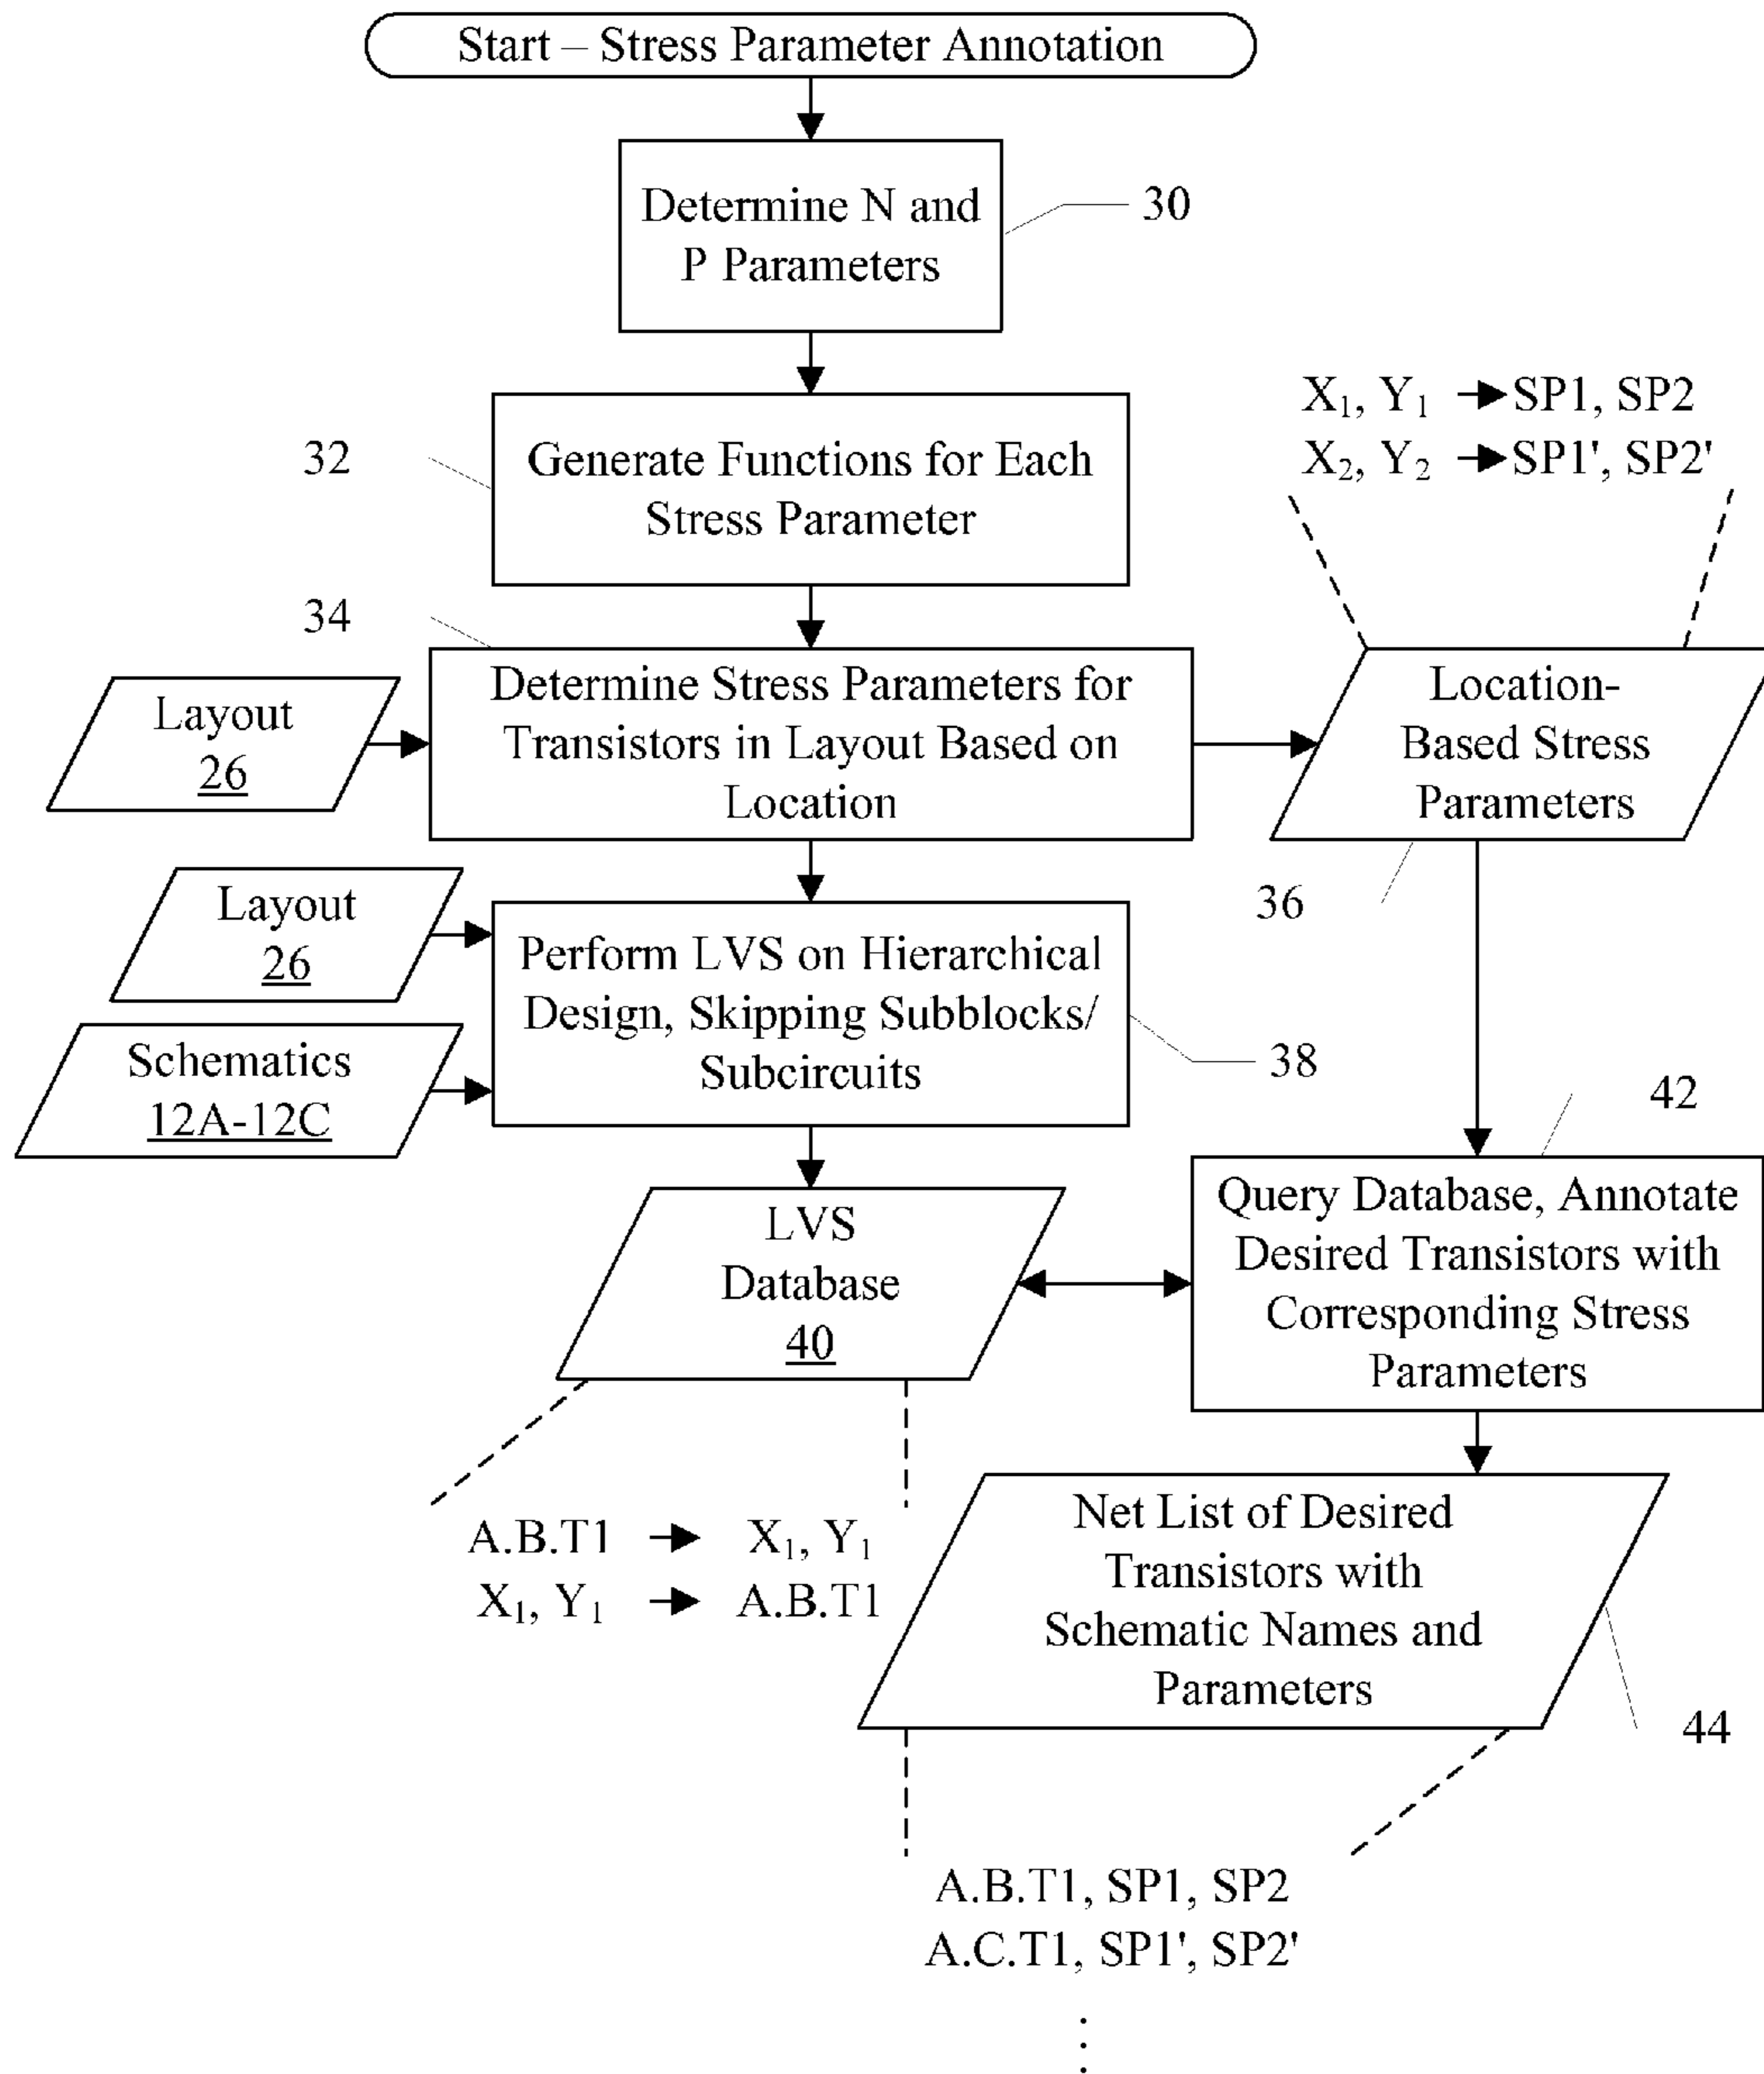 Start – Stress Parameter Annotation
Determine N and
P Parameters
30
X₁, Y₁ → SP1, SP2
X₂, Y₂ → SP1', SP2'
32
Generate Functions for Each
Stress Parameter
34
Layout
26
Determine Stress Parameters for
Transistors in Layout Based on
Location
Location-
Based Stress
Parameters
36
Layout
26
Schematics
12A-12C
Perform LVS on Hierarchical
Design, Skipping Subblocks/
Subcircuits
38
42
LVS
Database
40
Query Database, Annotate
Desired Transistors with
Corresponding Stress
Parameters
A.B.T1 → X₁, Y₁
X₁, Y₁ → A.B.T1
Net List of Desired
Transistors with
Schematic Names and
Parameters
44
A.B.T1, SP1, SP2
A.C.T1, SP1', SP2'
⋮